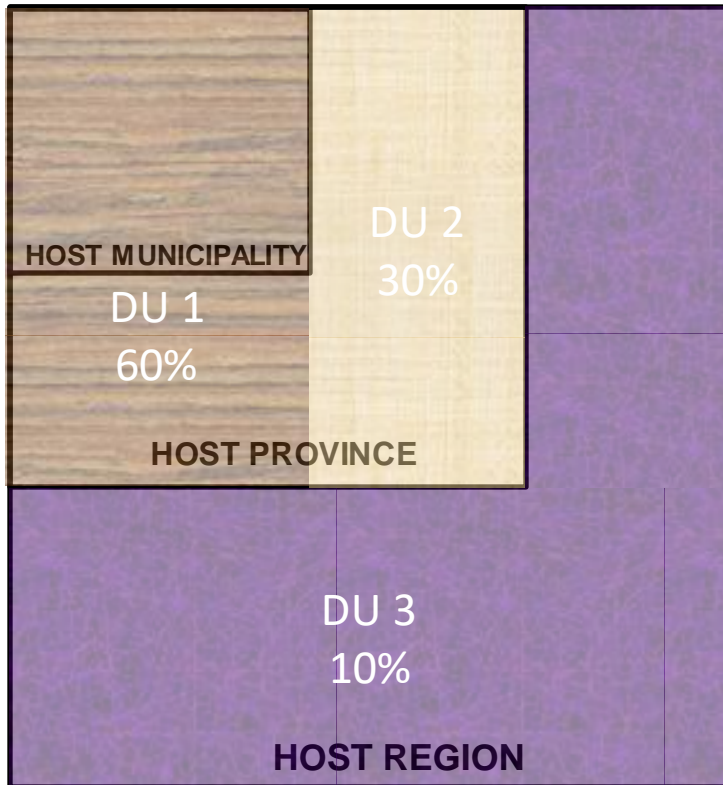 HOST MUNICIPALITY
DU 1
60%
DU 2
30%
HOST PROVINCE
DU 3
10%
HOST REGION